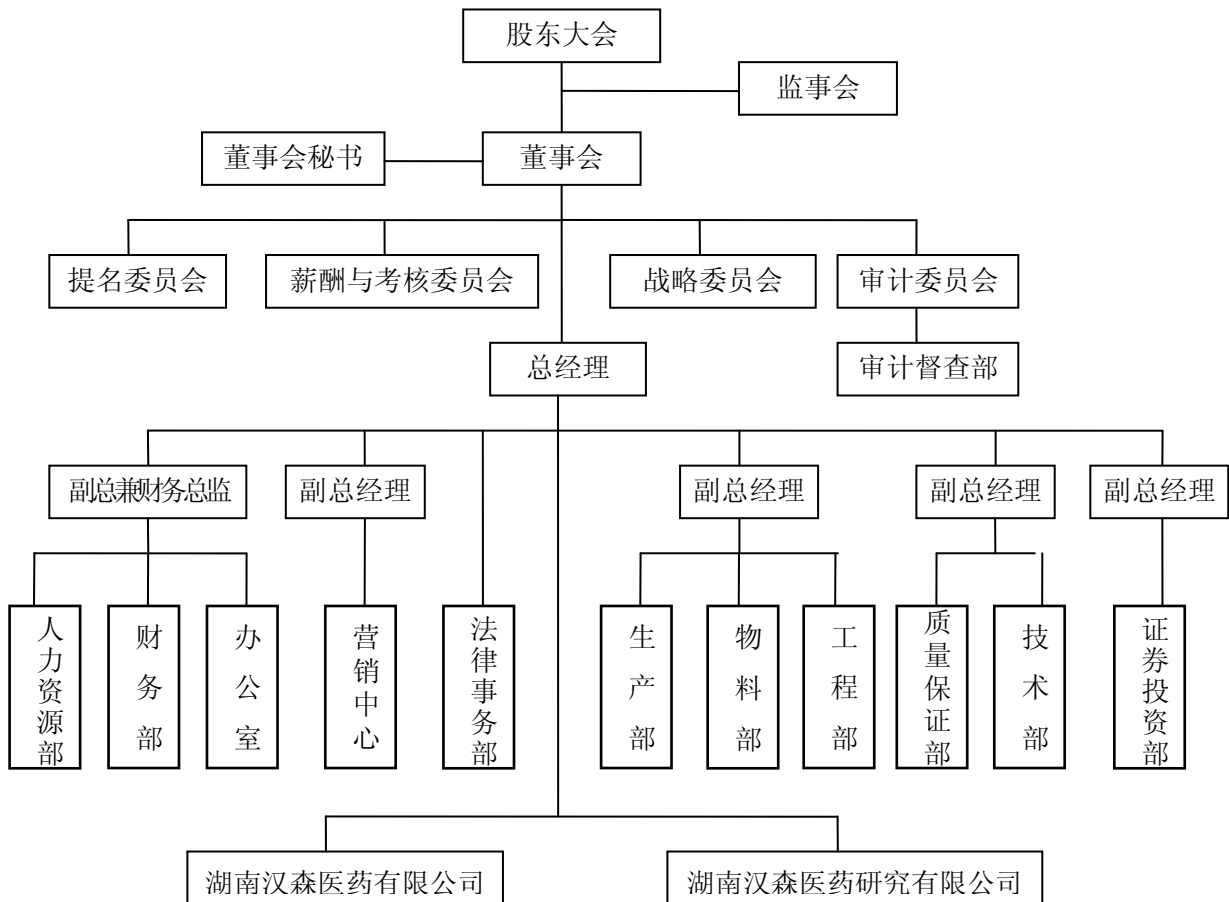 股东大会
监事会
董事会秘书
董事会
提名委员会
薪酬与考核委员会
战略委员会
审计委员会
总经理
审计督查部
副总兼财务总监
副总经理
副总经理
副总经理
副总经理
人力资源部
财务部
办公室
营销中心
法律事务部
生产部
物料部
工程部
质量保证部
技术部
证券投资部
湖南汉森医药有限公司
湖南汉森医药研究有限公司